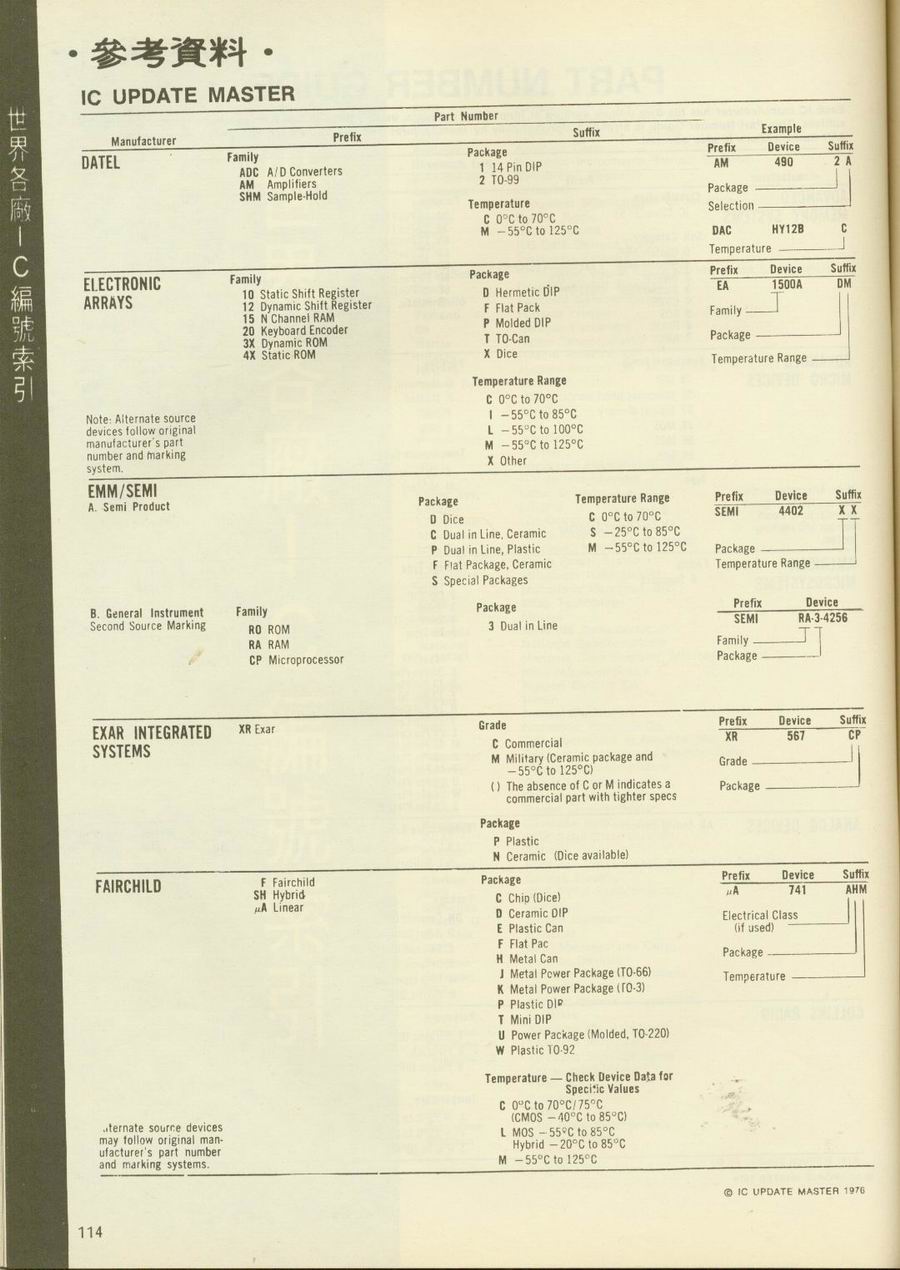 •參考資料•
IC UPDATE MASTER
世界各廠IC編號索引
Part Number
Manufacturer Prefix Suffix Example
DATEL
Family
ADC A/D Converters
AM Amplifiers
SHM Sample-Hold
Package
1 14 Pin DIP
2 TO-99
Temperature
C 0°C to 70°C
M −55°C to 125°C
Prefix Device Suffix
AM 490 2 A
Package
Selection
DAC HY12B C
Temperature
ELECTRONIC
ARRAYS
Note: Alternate source
devices follow original
manufacturer's part
number and marking
system.
Family
10 Static Shift Register
12 Dynamic Shift Register
15 N Channel RAM
20 Keyboard Encoder
3X Dynamic ROM
4X Static ROM
Package
D Hermetic DIP
F Flat Pack
P Molded DIP
T TO-Can
X Dice
Temperature Range
C 0°C to 70°C
I −55°C to 85°C
L −55°C to 100°C
M −55°C to 125°C
X Other
Prefix Device Suffix
EA 1500A DM
Family
Package
Temperature Range
EMM/SEMI
A. Semi Product
Package
D Dice
C Dual in Line, Ceramic
P Dual in Line, Plastic
F Flat Package, Ceramic
S Special Packages
Temperature Range
C 0°C to 70°C
S −25°C to 85°C
M −55°C to 125°C
Prefix Device Suffix
SEMI 4402 X X
Package
Temperature Range
B. General Instrument
Second Source Marking
Family
RO ROM
RA RAM
CP Microprocessor
Package
3 Dual in Line
Prefix Device
SEMI RA-3-4256
Family
Package
EXAR INTEGRATED
SYSTEMS
XR Exar
Grade
C Commercial
M Military (Ceramic package and
−55°C to 125°C)
( ) The absence of C or M indicates a
commercial part with tighter specs
Package
P Plastic
N Ceramic (Dice available)
Prefix Device Suffix
XR 567 CP
Grade
Package
FAIRCHILD
F Fairchild
SH Hybrid
μA Linear
Package
C Chip (Dice)
D Ceramic DIP
E Plastic Can
F Flat Pac
H Metal Can
J Metal Power Package (TO-66)
K Metal Power Package (TO-3)
P Plastic DIP
T Mini DIP
U Power Package (Molded, TO-220)
W Plastic TO-92
Temperature — Check Device Data for
Specific Values
C 0°C to 70°C/75°C
(CMOS −40°C to 85°C)
L MOS −55°C to 85°C
Hybrid −20°C to 85°C
M −55°C to 125°C
Prefix Device Suffix
μA 741 AHM
Electrical Class
(if used)
Package
Temperature
ternate source devices
may follow original man-
ufacturer's part number
and marking systems.
© IC UPDATE MASTER 1976
114